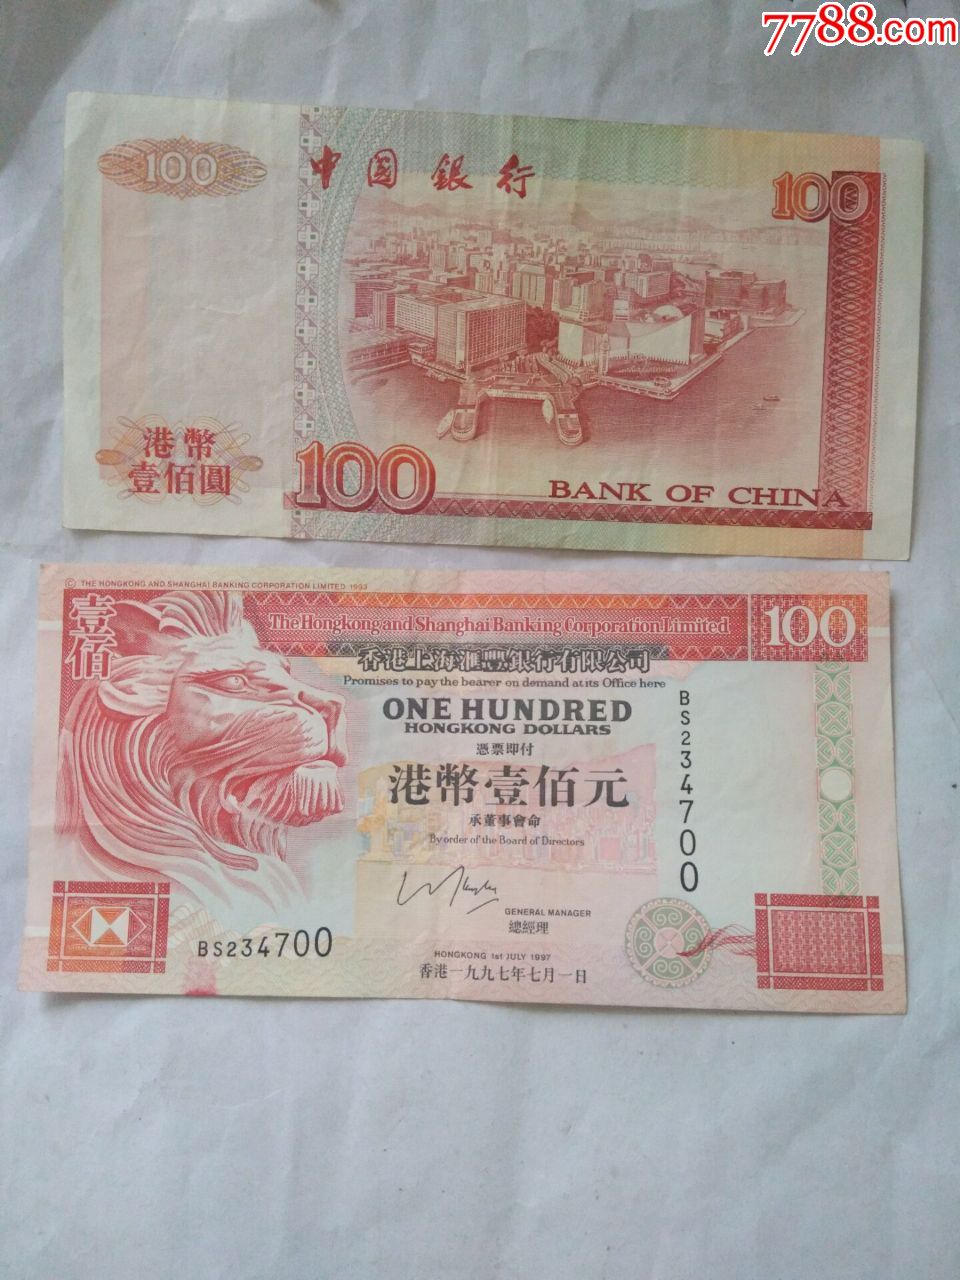 7788.com
100
中國銀行
100
港幣
壹佰圓
100
BANK OF CHINA
© THE HONGKONG AND SHANGHAI BANKING CORPORATION LIMITED 1993
壹佰
The Hongkong and Shanghai Banking Corporation Limited
100
香港上海滙豐銀行有限公司
Promises to pay the bearer on demand at its Office here
ONE HUNDRED
HONGKONG DOLLARS
憑票即付
港幣壹佰元
承董事會命
By order of the Board of Directors
BS234700
GENERAL MANAGER
總經理
BS234700
HONGKONG 1st JULY 1997
香港一九九七年七月一日